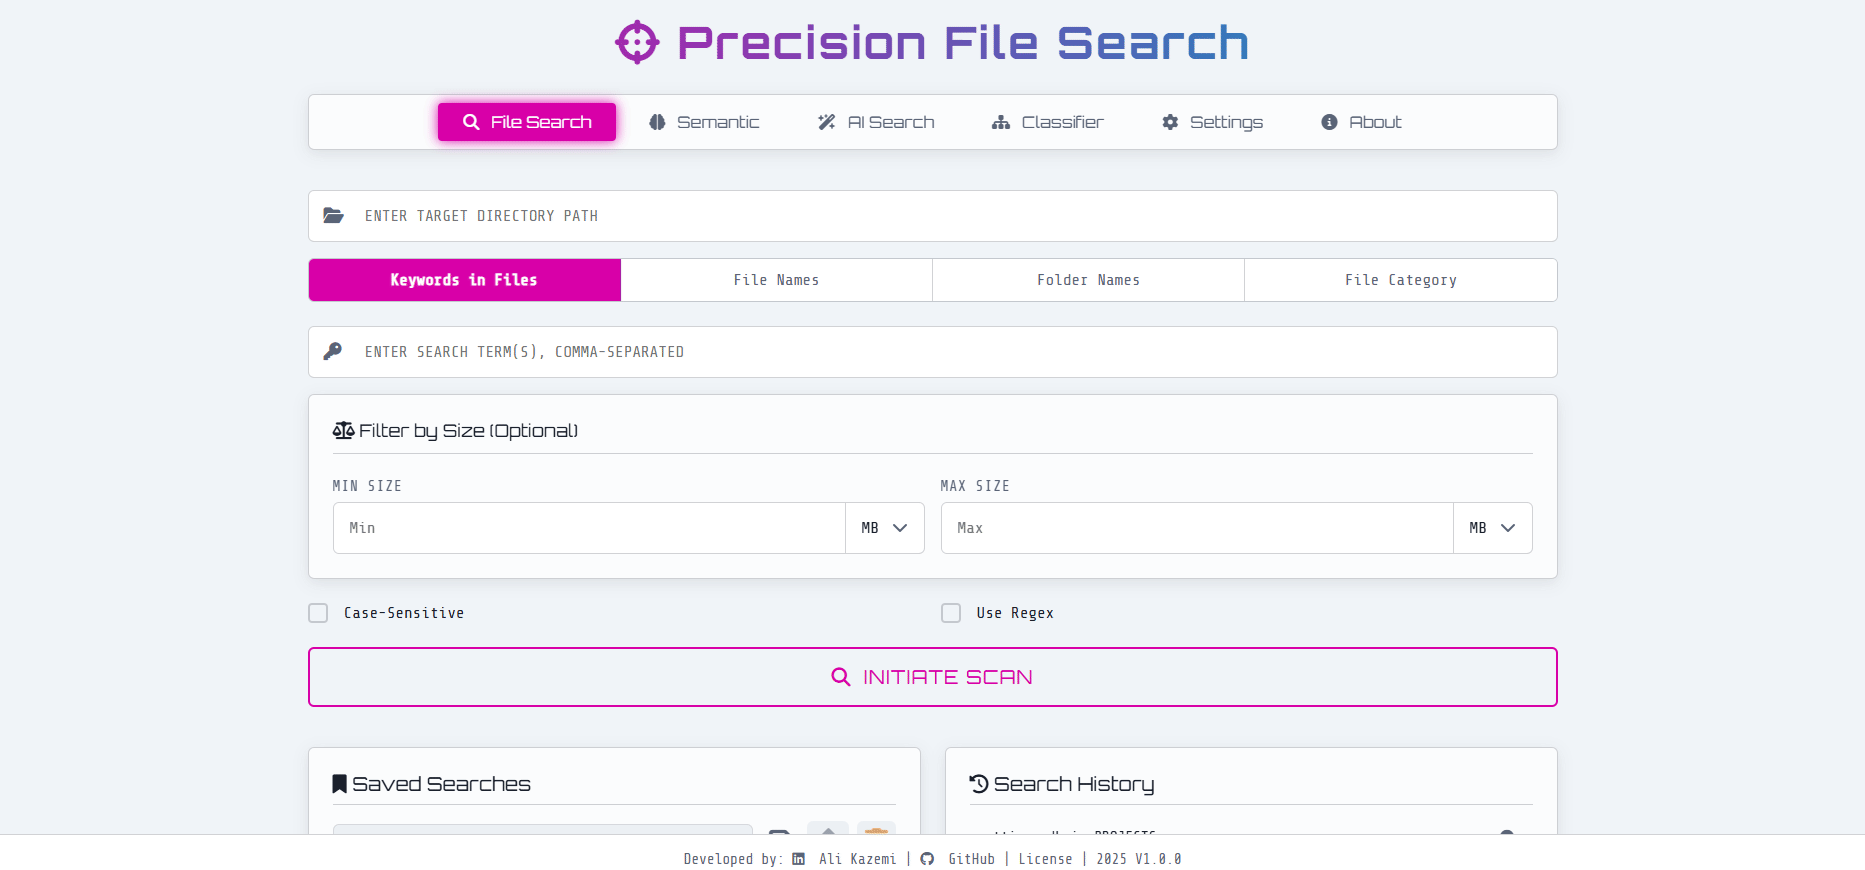 Precision File Search
File Search Semantic AI Search Classifier Settings About
ENTER TARGET DIRECTORY PATH
Keywords in Files File Names Folder Names File Category
ENTER SEARCH TERM(S), COMMA-SEPARATED
Filter by Size (Optional)
MIN SIZE MAX SIZE
Min MB Max MB
Case-Sensitive Use Regex
INITIATE SCAN
Saved Searches Search History
Developed by: Ali Kazemi | GitHub | License | 2025 V1.0.0